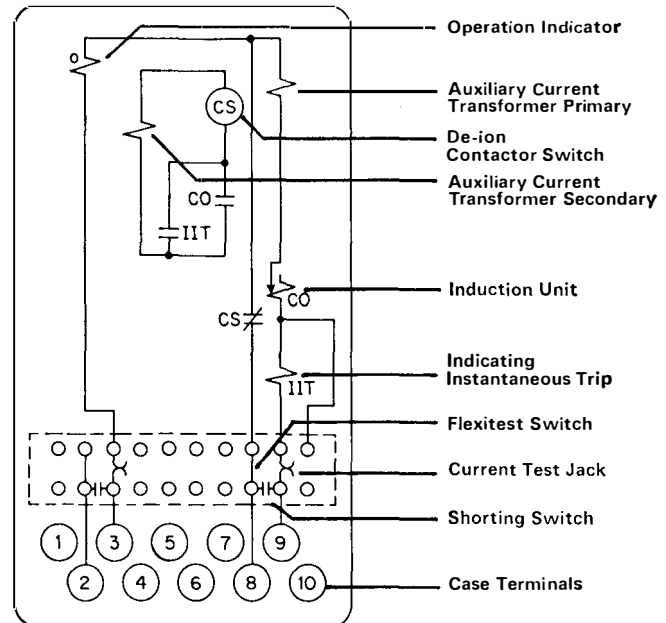 Operation Indicator
O
Auxiliary Current
Transformer Primary
CS
De-ion
Contactor Switch
Auxiliary Current
Transformer Secondary
CO
IIT
Induction Unit
CO
CS
Indicating
Instantaneous Trip
IIT
Flexitest Switch
Current Test Jack
Shorting Switch
1 3 5 7 9
2 4 6 8 10
Case Terminals